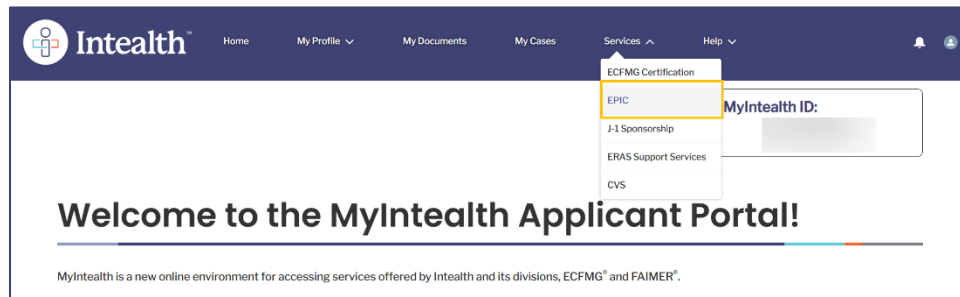 Intealth™ Home My Profile My Documents My Cases Services Help
ECFMG Certification
EPIC
MyIntealth ID:
J-1 Sponsorship
ERAS Support Services
CVS
Welcome to the MyIntealth Applicant Portal!
MyIntealth is a new online environment for accessing services offered by Intealth and its divisions, ECFMG® and FAIMER®.